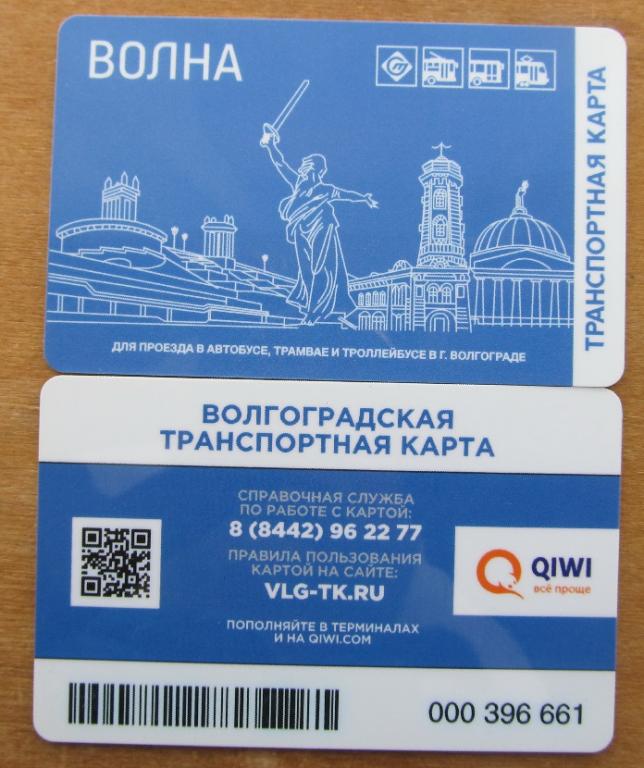 ВОЛНА
ТРАНСПОРТНАЯ КАРТА
ДЛЯ ПРОЕЗДА В АВТОБУСЕ, ТРАМВАЕ И ТРОЛЛЕЙБУСЕ В Г. ВОЛГОГРАДЕ
ВОЛГОГРАДСКАЯ
ТРАНСПОРТНАЯ КАРТА
СПРАВОЧНАЯ СЛУЖБА
ПО РАБОТЕ С КАРТОЙ:
8 (8442) 96 22 77
ПРАВИЛА ПОЛЬЗОВАНИЯ
КАРТОЙ НА САЙТЕ:
VLG-TK.RU
ПОПОЛНЯЙТЕ В ТЕРМИНАЛАХ
И НА QIWI.COM
QIWI
всё проще
000 396 661